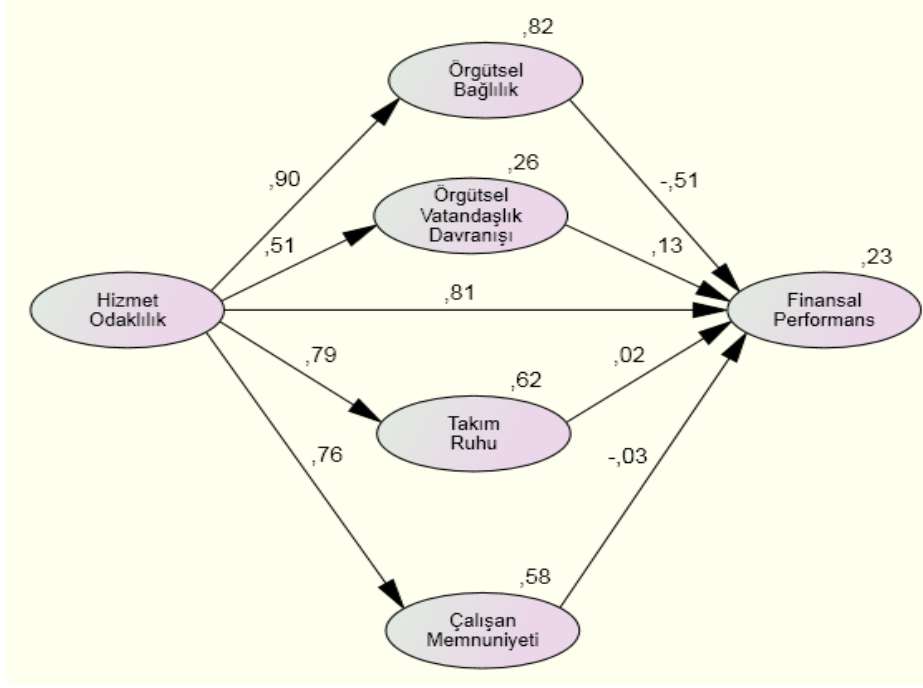 ,82
Örgütsel
Bağlılık
,90
-,51
,26
Örgütsel
Vatandaşlık
Davranışı
,51
,13
,23
Hizmet
Odaklılık
,81
Finansal
Performans
,79
,02
,62
Takım
Ruhu
,76
-,03
,58
Çalışan
Memnuniyeti